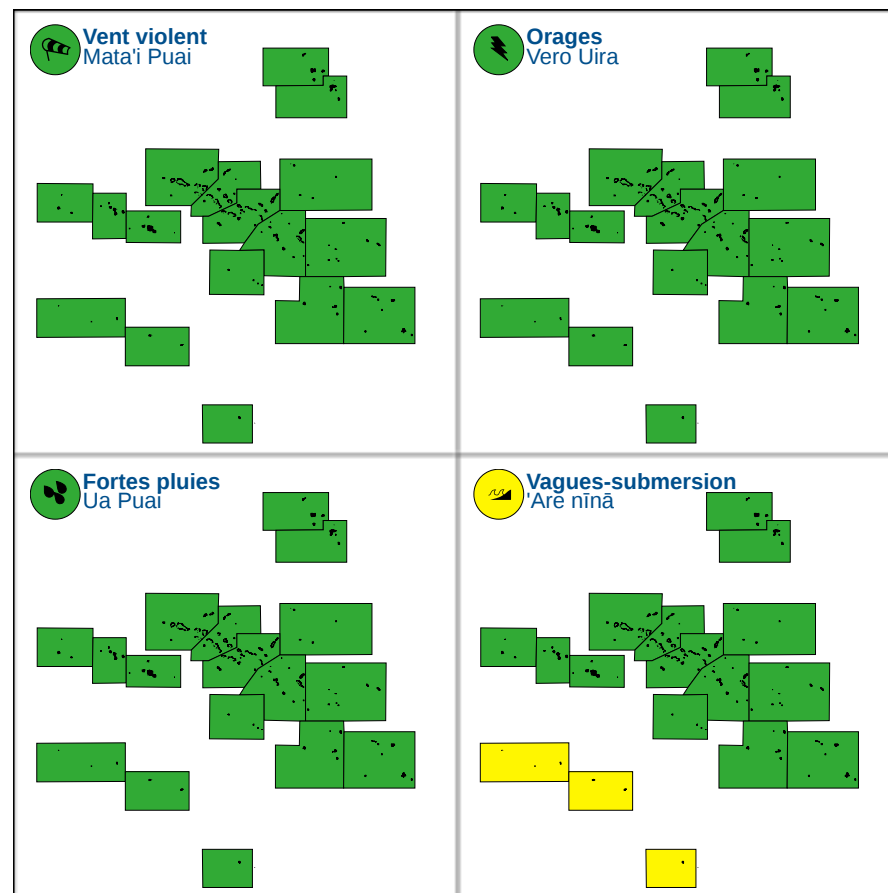 Vent violent
Mata'i Puai
Orages
Vero Uira
Fortes pluies
Ua Puai
Vagues-submersion
'Are nīnā